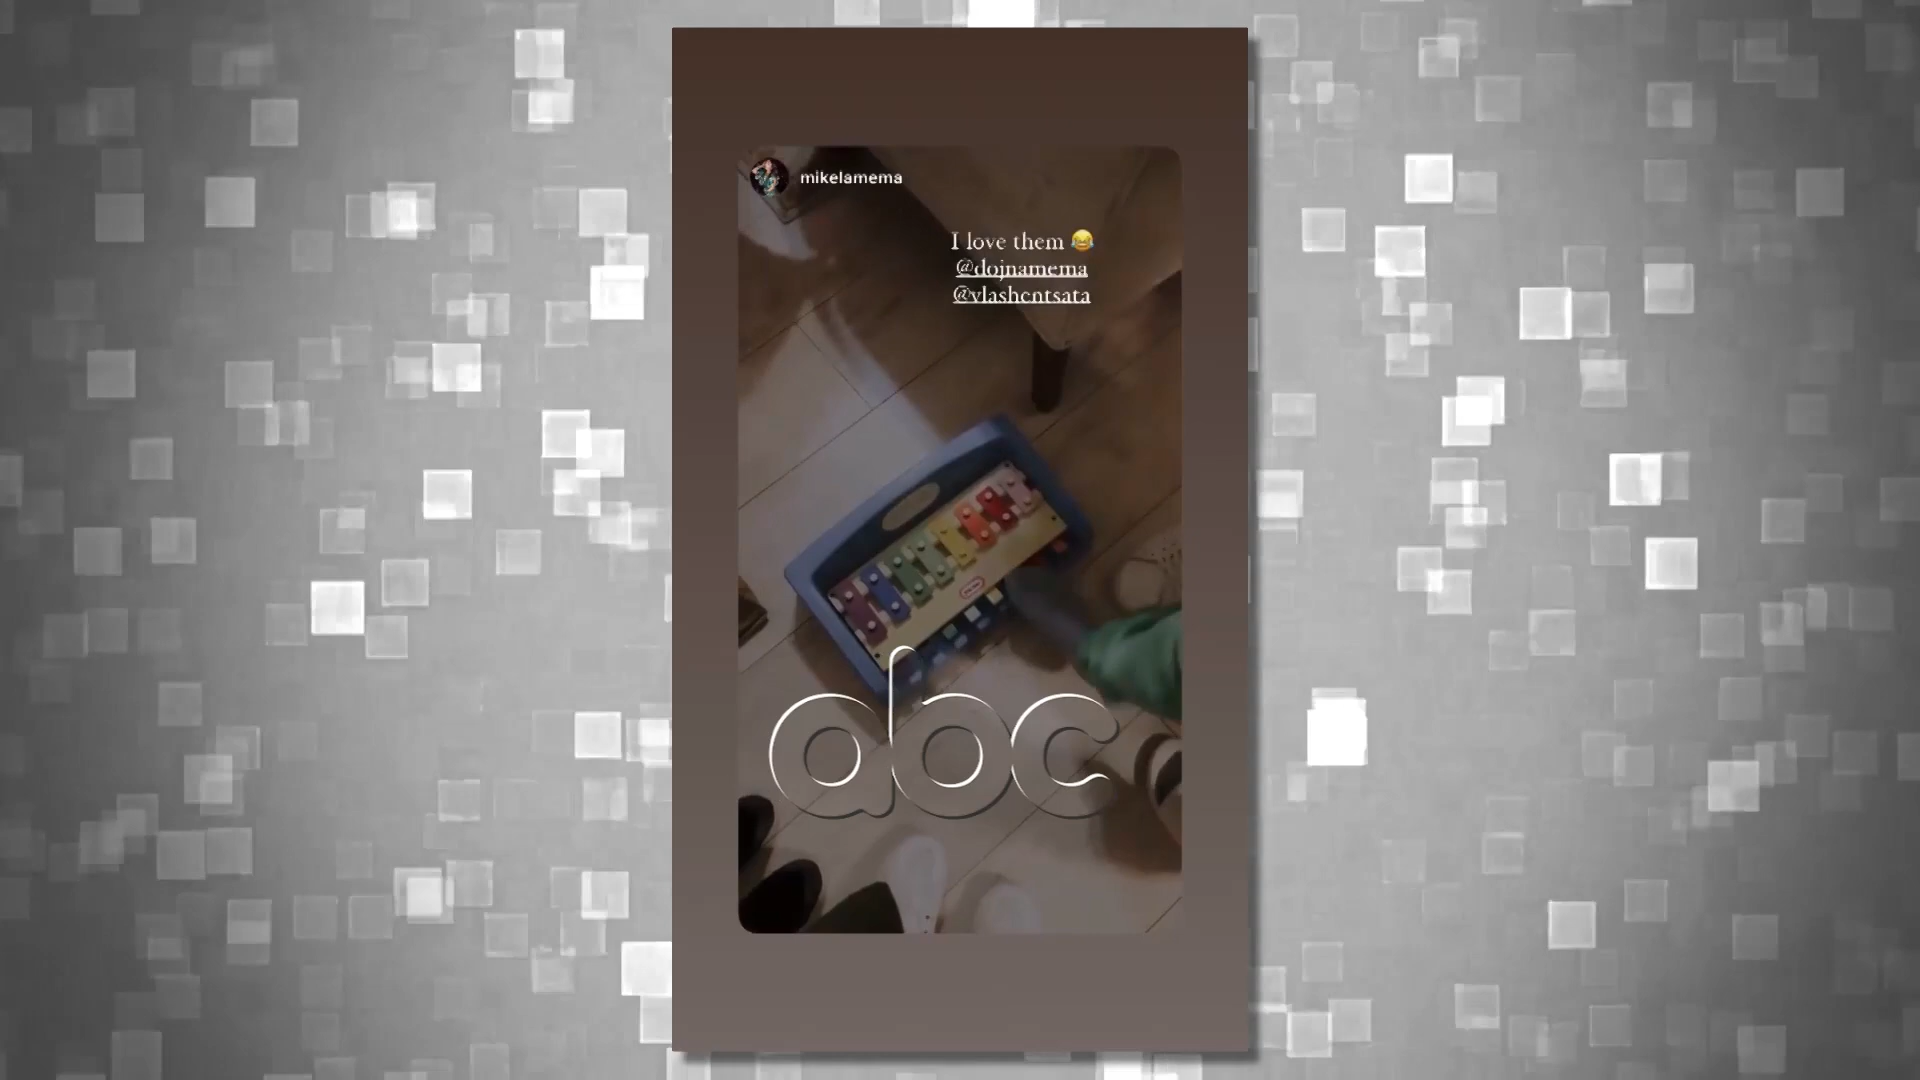 mikelamema
I love them 😂
@dojnamema
@vlashentsata
abc